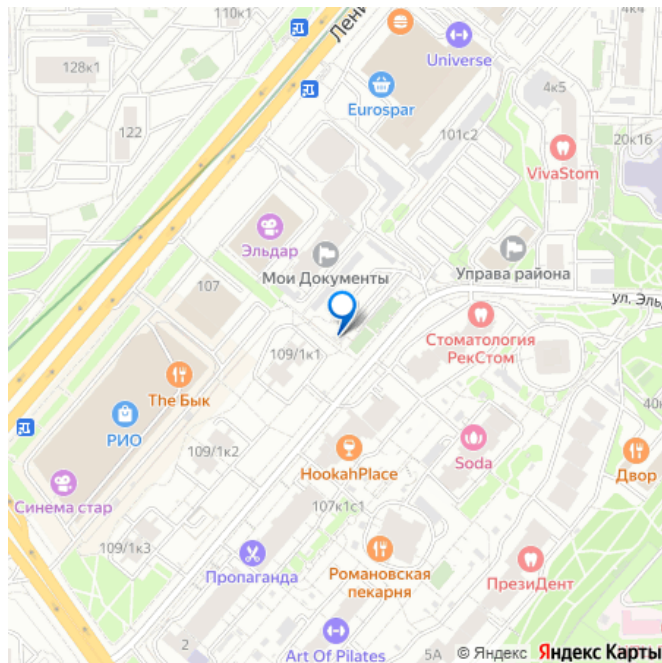 110к1
Лени
Universe
128к1
Eurospar
4к5
122
101с2
20к16
VivaStom
Эльдар
Мои Документы
Управа района
107
ул. Эль
Стоматология
РекСтом
109/1к1
The Бык
40к
РИО
109/1к2
HookahPlace
Soda
Двор
Синема стар
107к1с1
109/1к3
Пропаганда
Романовская
пекарня
ПрезиДент
2
Art Of Pilates
5А
© Яндекс Яндекс Карты